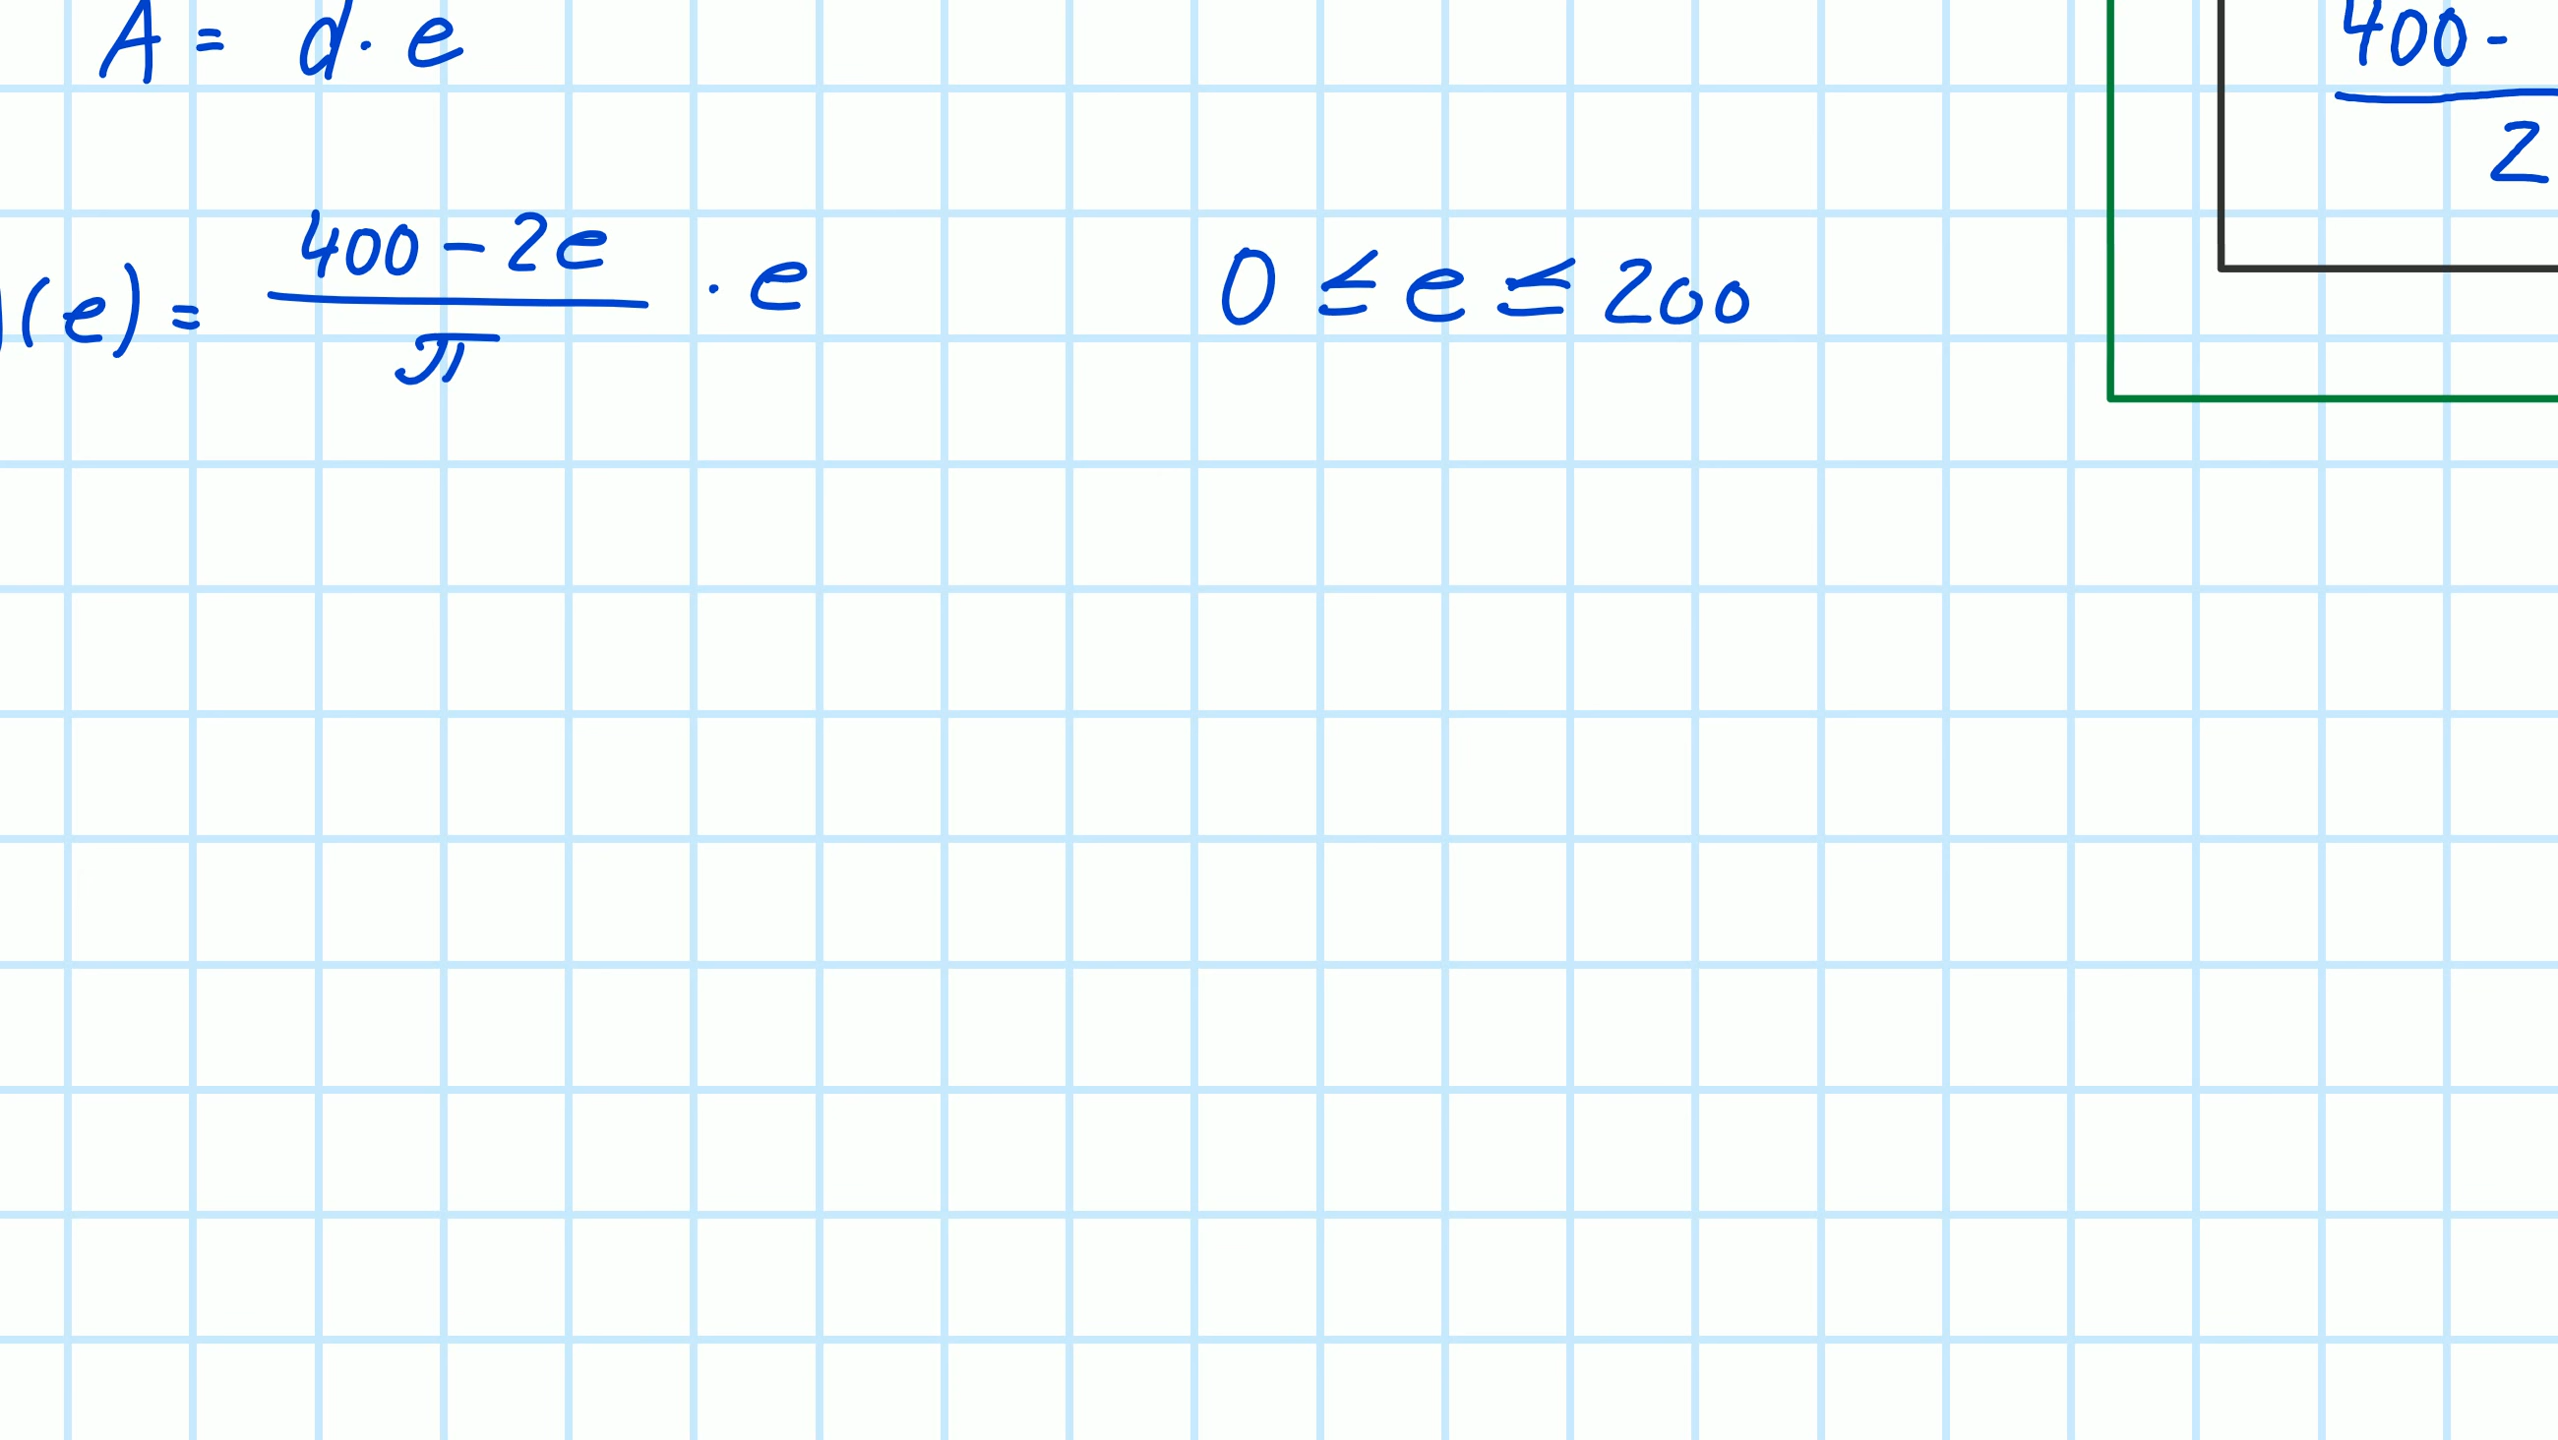 A = d · e
400 -
2
(e) = (400 - 2e)/π · e
0 ≤ e ≤ 200